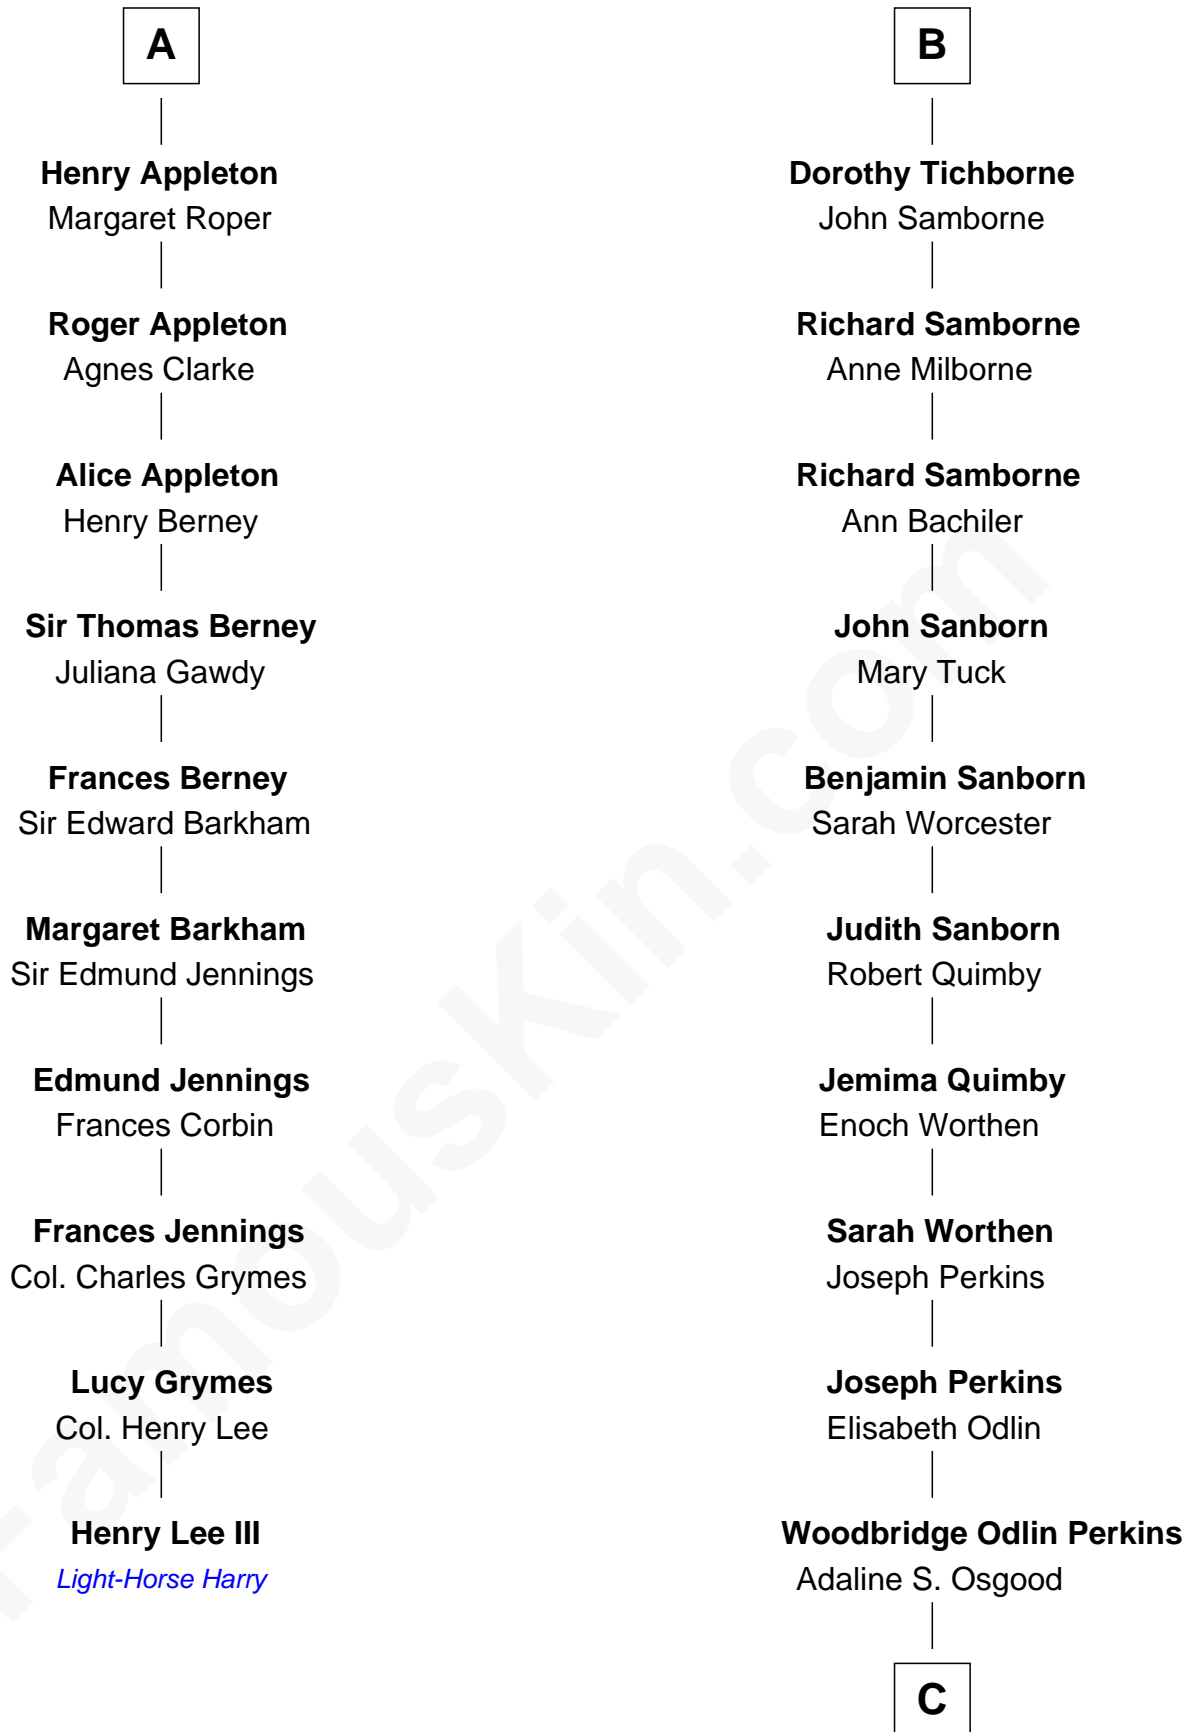 A
Henry Appleton
Margaret Roper
Roger Appleton
Agnes Clarke
Alice Appleton
Henry Berney
Sir Thomas Berney
Juliana Gawdy
Frances Berney
Sir Edward Barkham
Margaret Barkham
Sir Edmund Jennings
Edmund Jennings
Frances Corbin
Frances Jennings
Col. Charles Grymes
Lucy Grymes
Col. Henry Lee
Henry Lee III
Light-Horse Harry
B
Dorothy Tichborne
John Samborne
Richard Samborne
Anne Milborne
Richard Samborne
Ann Bachiler
John Sanborn
Mary Tuck
Benjamin Sanborn
Sarah Worcester
Judith Sanborn
Robert Quimby
Jemima Quimby
Enoch Worthen
Sarah Worthen
Joseph Perkins
Joseph Perkins
Elisabeth Odlin
Woodbridge Odlin Perkins
Adaline S. Osgood
C
FamousKin.com